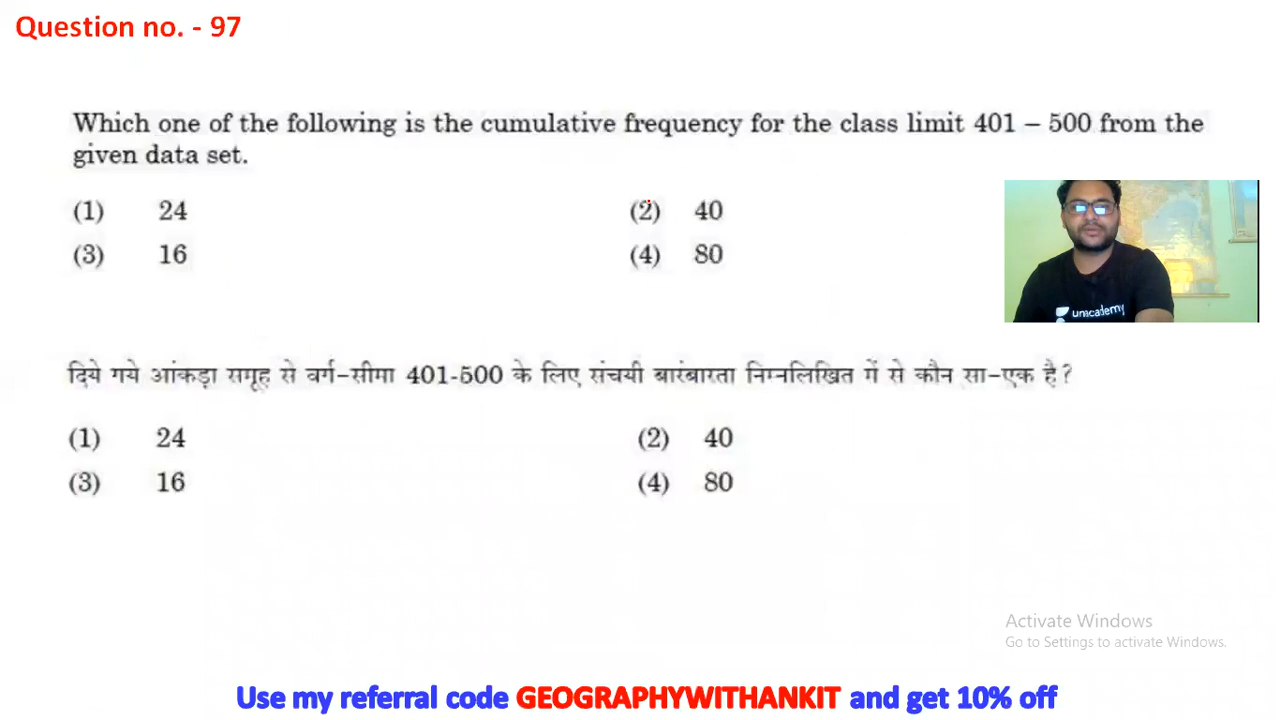 Question no. - 97
Which one of the following is the cumulative frequency for the class limit 401 – 500 from the
given data set.
(1) 24 (2) 40
(3) 16 (4) 80
unacademy
दिये गये आंकड़ा समूह से वर्ग-सीमा 401-500 के लिए संचयी बारंबारता निम्नलिखित में से कौन सा-एक है?
(1) 24 (2) 40
(3) 16 (4) 80
Activate Windows
Go to Settings to activate Windows.
Use my referral code GEOGRAPHYWITHANKIT and get 10% off